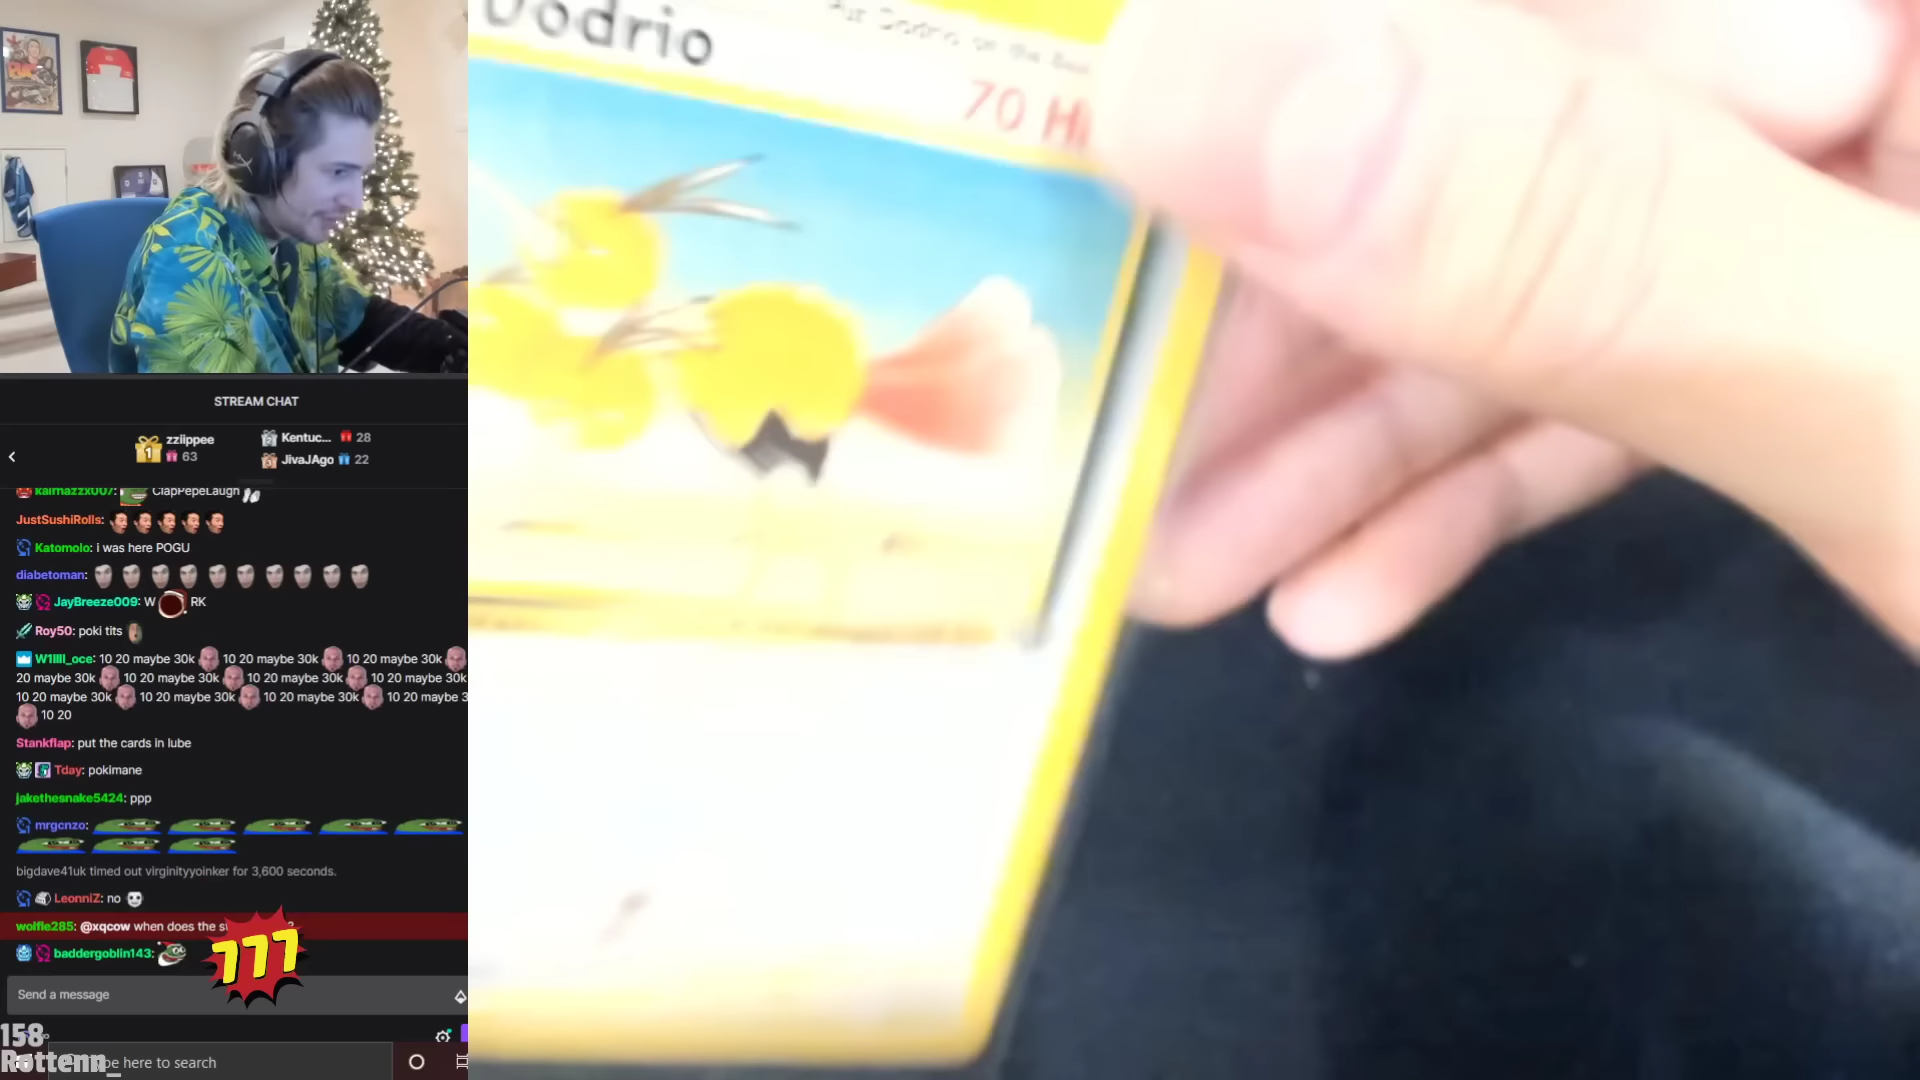 Dodrio
70 H
STREAM CHAT
zziippee
63
Kentuc... 28
JivaJAgo 22
kairnazzx007: ClapPepeLaugh
JustSushiRolls:
Katomolo: i was here POGU
diabetoman:
JayBreeze009: W RK
Roy50: poki tits
W1llll_oce: 10 20 maybe 30k 10 20 maybe 30k 10 20 maybe 30k
20 maybe 30k 10 20 maybe 30k 10 20 maybe 30k 10 20 maybe 30k
10 20 maybe 30k 10 20 maybe 30k 10 20 maybe 30k 10 20 maybe 3
10 20
Stankflap: put the cards in lube
Tday: pokimane
jakethesnake5424: ppp
mrgcnzo:
bigdave41uk timed out virginityyoinker for 3,600 seconds.
LeonniZ: no
wolfie285: @xqcow when does the
baddergoblin143:
777
Send a message
158
Rottenn_
here to search